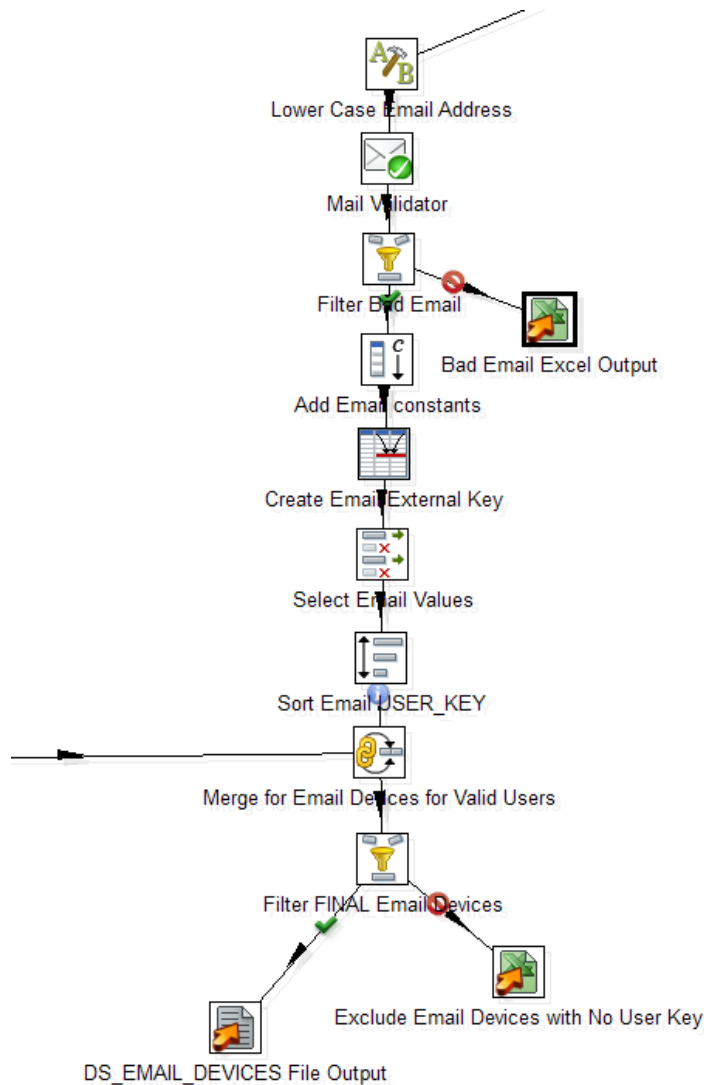 Lower Case Email Address
Mail Validator
Filter Bad Email
Bad Email Excel Output
Add Email constants
Create Email External Key
Select Email Values
Sort Email USER_KEY
Merge for Email Devices for Valid Users
Filter FINAL Email Devices
Exclude Email Devices with No User Key
DS_EMAIL_DEVICES File Output